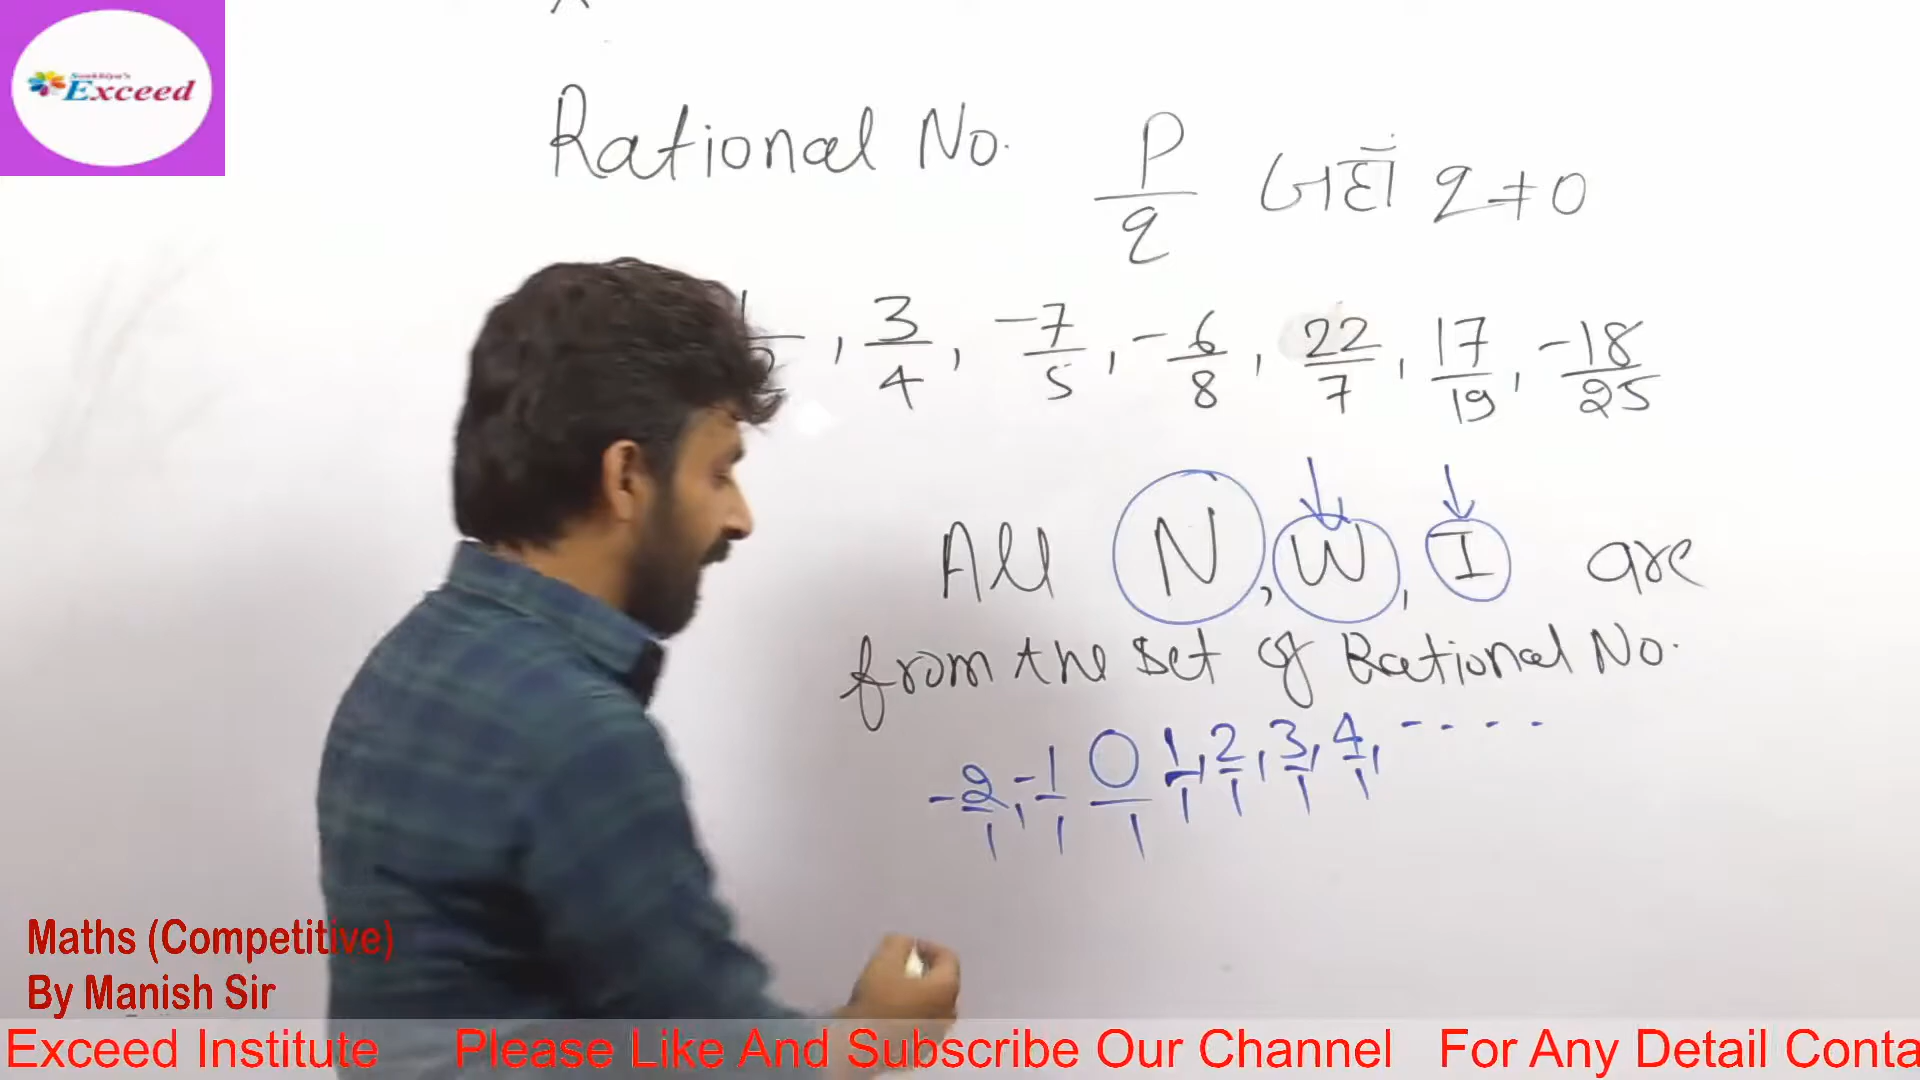 Sankhiya's
Exceed
Rational No. P/q जहाँ q ≠ 0
, 3/4, -7/5, -6/8, 22/7, 17/19, -18/25
All N, W, I are
from the set of Rational No.
-2/1, -1/1 0/1 1/1, 2/1, 3/1, 4/1, - - - -
Maths (Competitive)
By Manish Sir
Exceed Institute Please Like And Subscribe Our Channel For Any Detail Conta